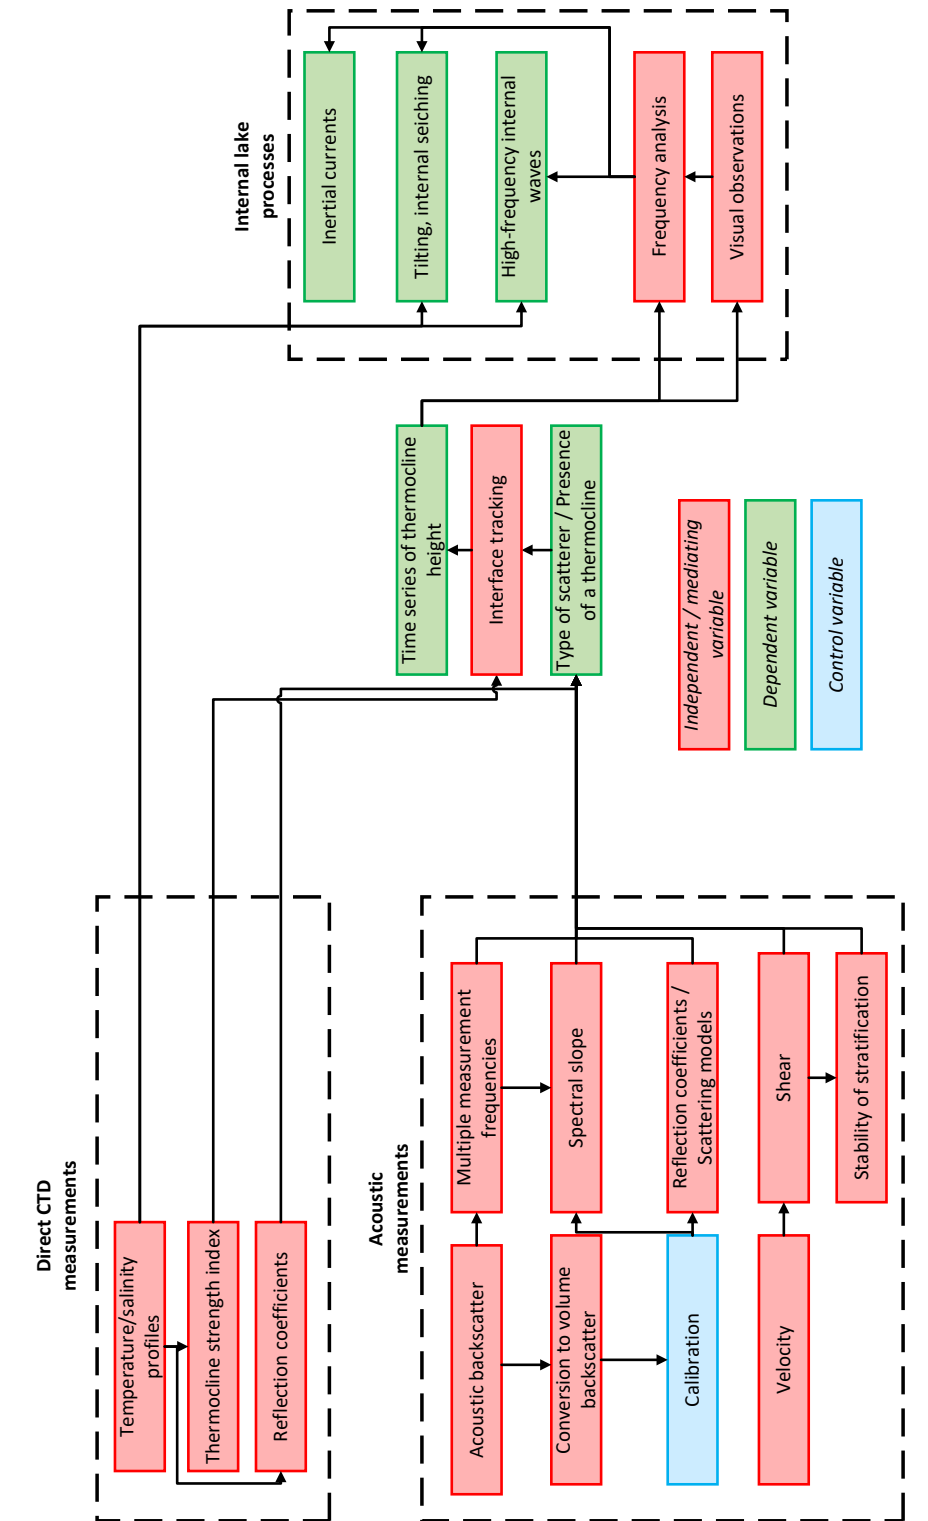 Direct CTD
measurements
Temperature/salinity
profiles
Thermocline strength index
Reflection coefficients
Acoustic
measurements
Acoustic backscatter
Multiple measurement
frequencies
Conversion to volume
backscatter
Spectral slope
Calibration
Reflection coefficients /
Scattering models
Velocity
Shear
Stability of stratification
Time series of thermocline
height
Interface tracking
Type of scatterer / Presence
of a thermocline
Independent / mediating
variable
Dependent variable
Control variable
Internal lake
processes
Inertial currents
Tilting, internal seiching
High-frequency internal
waves
Frequency analysis
Visual observations